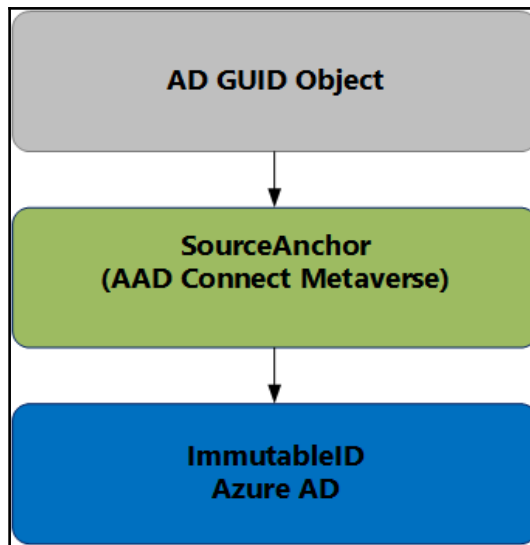 AD GUID Object
SourceAnchor
(AAD Connect Metaverse)
ImmutableID
Azure AD